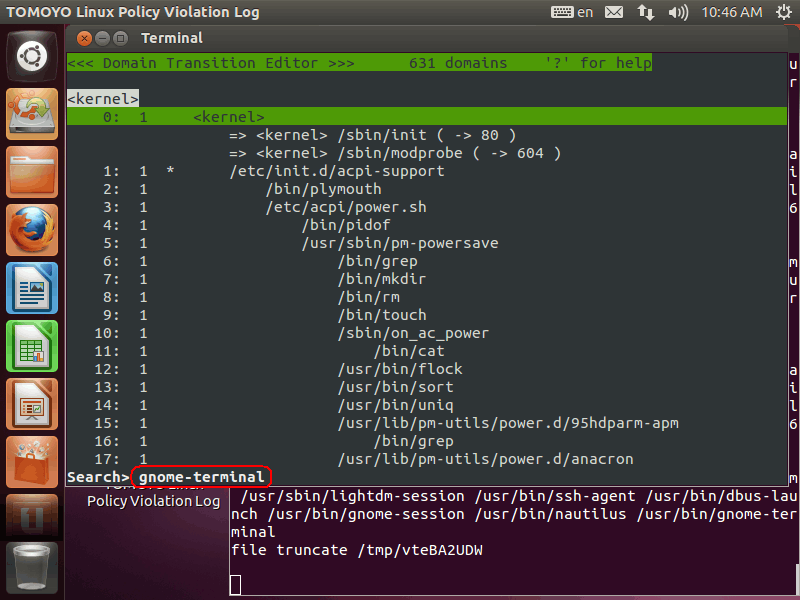 TOMOYO Linux Policy Violation Log en 10:46 AM
Terminal
<<< Domain Transition Editor >>> 631 domains '?' for help
<kernel>
0: 1 <kernel>
=> <kernel> /sbin/init ( -> 80 )
=> <kernel> /sbin/modprobe ( -> 604 )
1: 1 * /etc/init.d/acpi-support
2: 1 /bin/plymouth
3: 1 /etc/acpi/power.sh
4: 1 /bin/pidof
5: 1 /usr/sbin/pm-powersave
6: 1 /bin/grep
7: 1 /bin/mkdir
8: 1 /bin/rm
9: 1 /bin/touch
10: 1 /sbin/on_ac_power
11: 1 /bin/cat
12: 1 /usr/bin/flock
13: 1 /usr/bin/sort
14: 1 /usr/bin/uniq
15: 1 /usr/lib/pm-utils/power.d/95hdparm-apm
16: 1 /bin/grep
17: 1 /usr/lib/pm-utils/power.d/anacron
Search> gnome-terminal
Policy Violation Log
/usr/sbin/lightdm-session /usr/bin/ssh-agent /usr/bin/dbus-lau
nch /usr/bin/gnome-session /usr/bin/nautilus /usr/bin/gnome-ter
minal
file truncate /tmp/vteBA2UDW